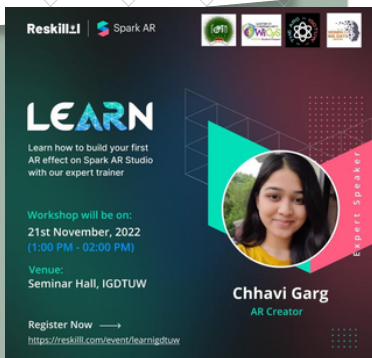 Reskilll | Spark AR
LEARN
Learn how to build your first
AR effect on Spark AR Studio
with our expert trainer
Workshop will be on:
21st November, 2022
(1:00 PM - 02:00 PM)
Venue:
Seminar Hall, IGDTUW
Register Now
https://reskilll.com/event/learnigdtuw
Expert Speaker
Chhavi Garg
AR Creator